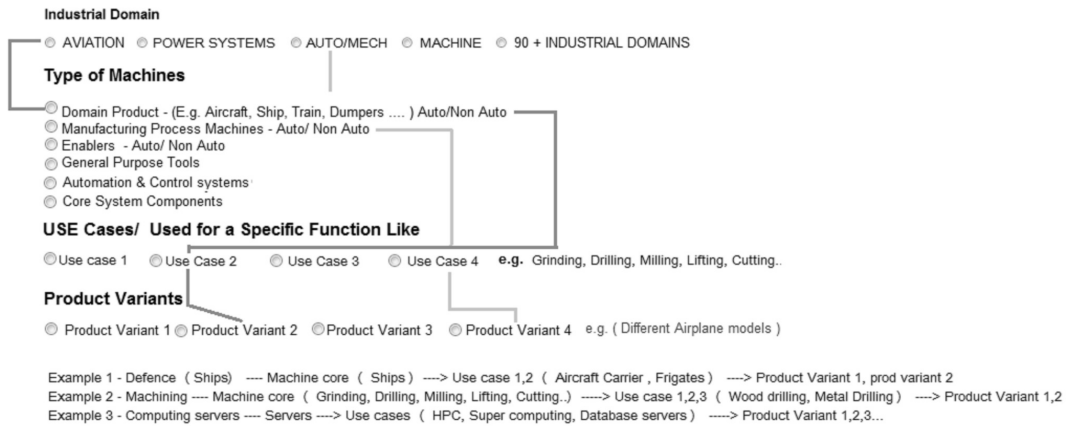 Industrial Domain
AVIATION POWER SYSTEMS AUTO/MECH MACHINE 90 + INDUSTRIAL DOMAINS
Type of Machines
Domain Product - (E.g. Aircraft, Ship, Train, Dumpers .... ) Auto/Non Auto
Manufacturing Process Machines - Auto/ Non Auto
Enablers - Auto/ Non Auto
General Purpose Tools
Automation & Control systems
Core System Components
USE Cases/ Used for a Specific Function Like
Use case 1 Use Case 2 Use Case 3 Use Case 4 e.g. Grinding, Drilling, Milling, Lifting, Cutting..
Product Variants
Product Variant 1 Product Variant 2 Product Variant 3 Product Variant 4 e.g. ( Different Airplane models )
Example 1 - Defence ( Ships) ---- Machine core ( Ships ) ----> Use case 1,2 ( Aircraft Carrier , Frigates ) ----> Product Variant 1, prod variant 2
Example 2 - Machining ---- Machine core ( Grinding, Drilling, Milling, Lifting, Cutting..) -----> Use case 1,2,3 ( Wood drilling, Metal Drilling ) ----> Product Variant 1,2
Example 3 - Computing servers ---- Servers ----> Use cases ( HPC, Super computing, Database servers ) -----> Product Variant 1,2,3...